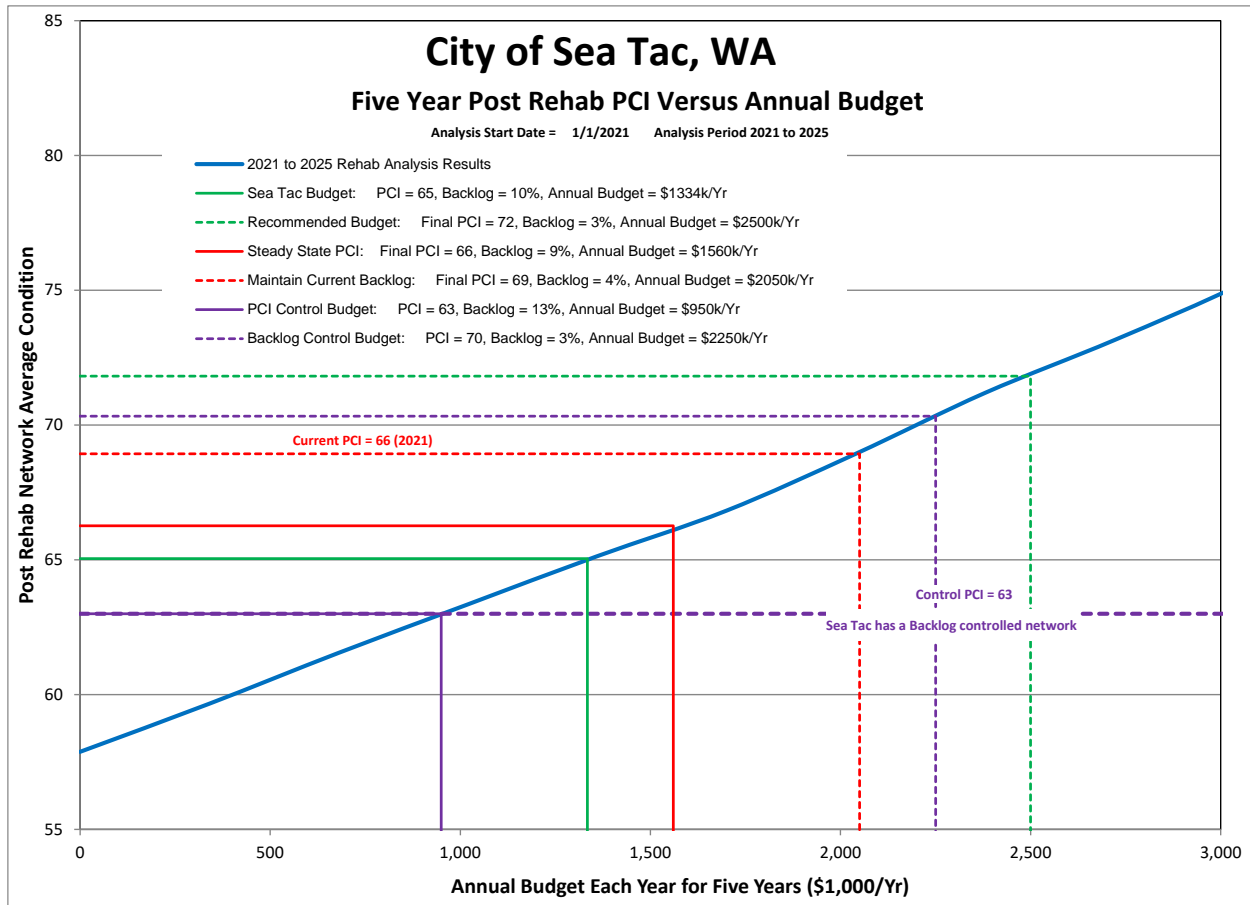 City of Sea Tac, WA
Five Year Post Rehab PCI Versus Annual Budget
Analysis Start Date = 1/1/2021 Analysis Period 2021 to 2025
2021 to 2025 Rehab Analysis Results
Sea Tac Budget: PCI = 65, Backlog = 10%, Annual Budget = $1334k/Yr
Recommended Budget: Final PCI = 72, Backlog = 3%, Annual Budget = $2500k/Yr
Steady State PCI: Final PCI = 66, Backlog = 9%, Annual Budget = $1560k/Yr
Maintain Current Backlog: Final PCI = 69, Backlog = 4%, Annual Budget = $2050k/Yr
PCI Control Budget: PCI = 63, Backlog = 13%, Annual Budget = $950k/Yr
Backlog Control Budget: PCI = 70, Backlog = 3%, Annual Budget = $2250k/Yr
Current PCI = 66 (2021)
Control PCI = 63
Sea Tac has a Backlog controlled network
Post Rehab Network Average Condition
85
80
75
70
65
60
55
0 500 1,000 1,500 2,000 2,500 3,000
Annual Budget Each Year for Five Years ($1,000/Yr)